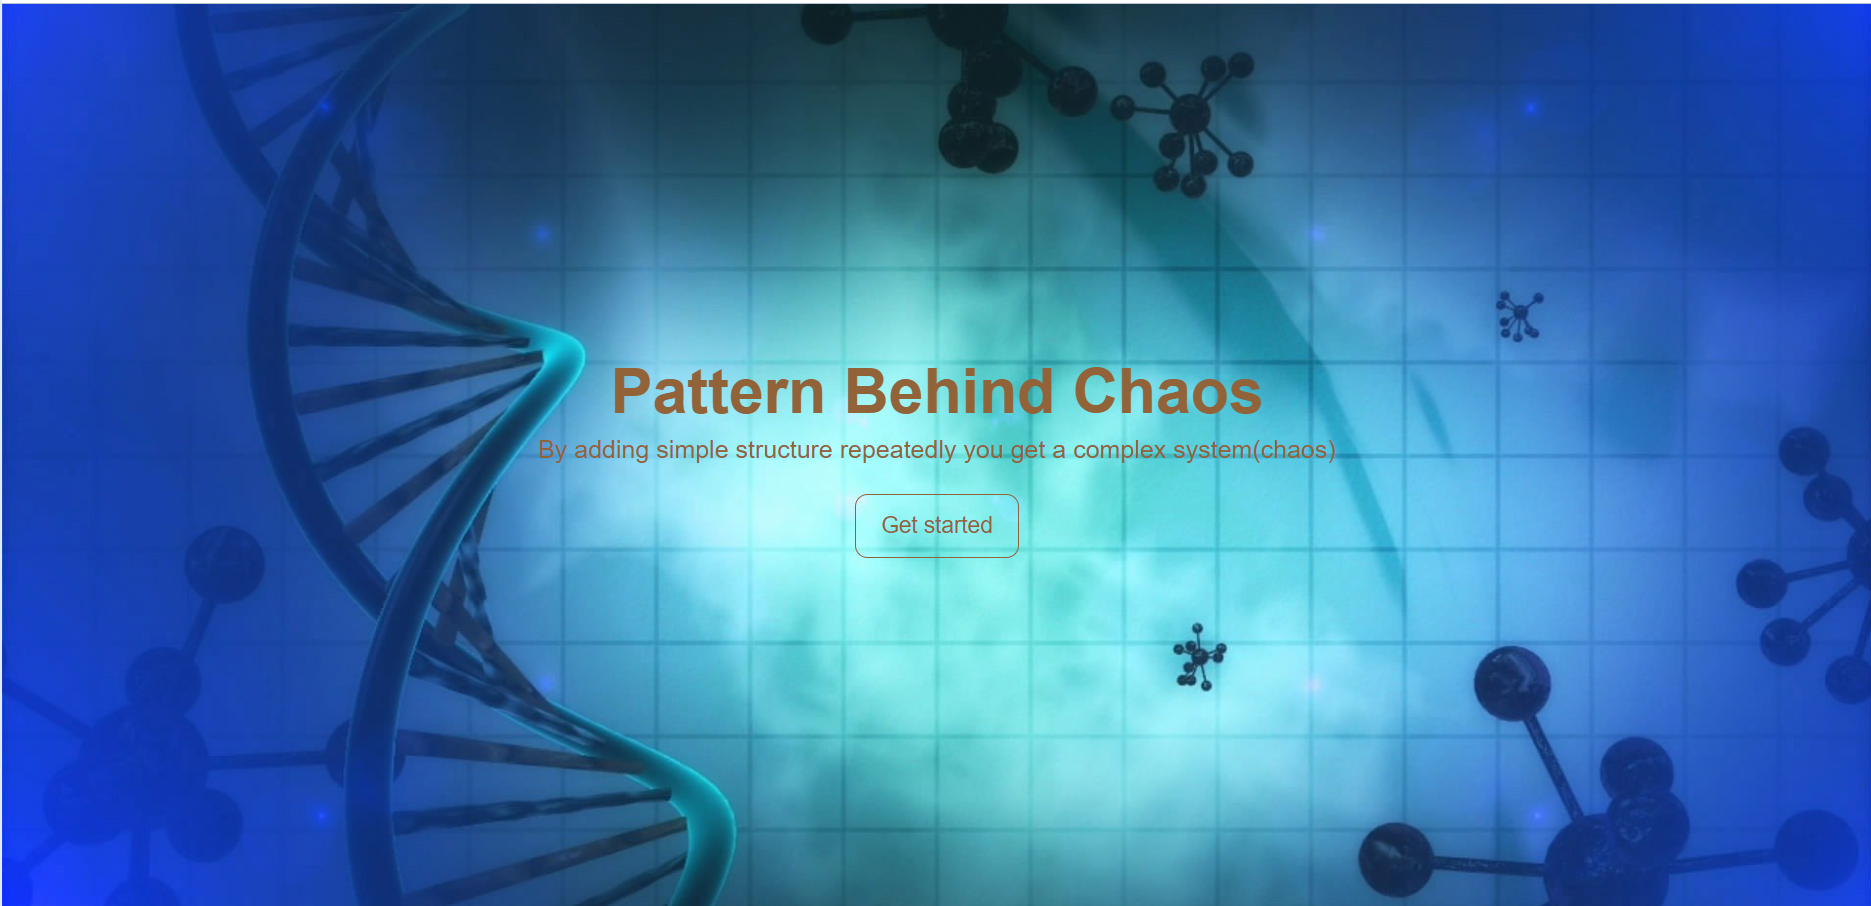 Pattern Behind Chaos
By adding simple structure repeatedly you get a complex system(chaos)
Get started